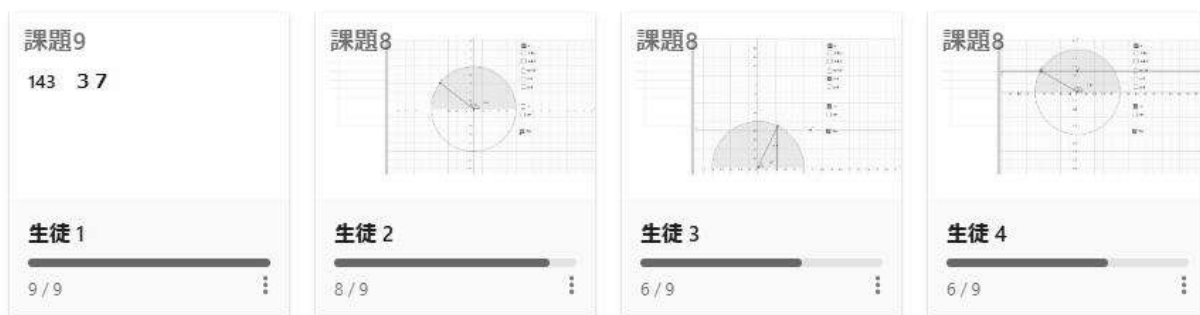 課題9
143 3 7
生徒 1
9 / 9
課題8
生徒 2
8 / 9
課題8
生徒 3
6 / 9
課題8
生徒 4
6 / 9